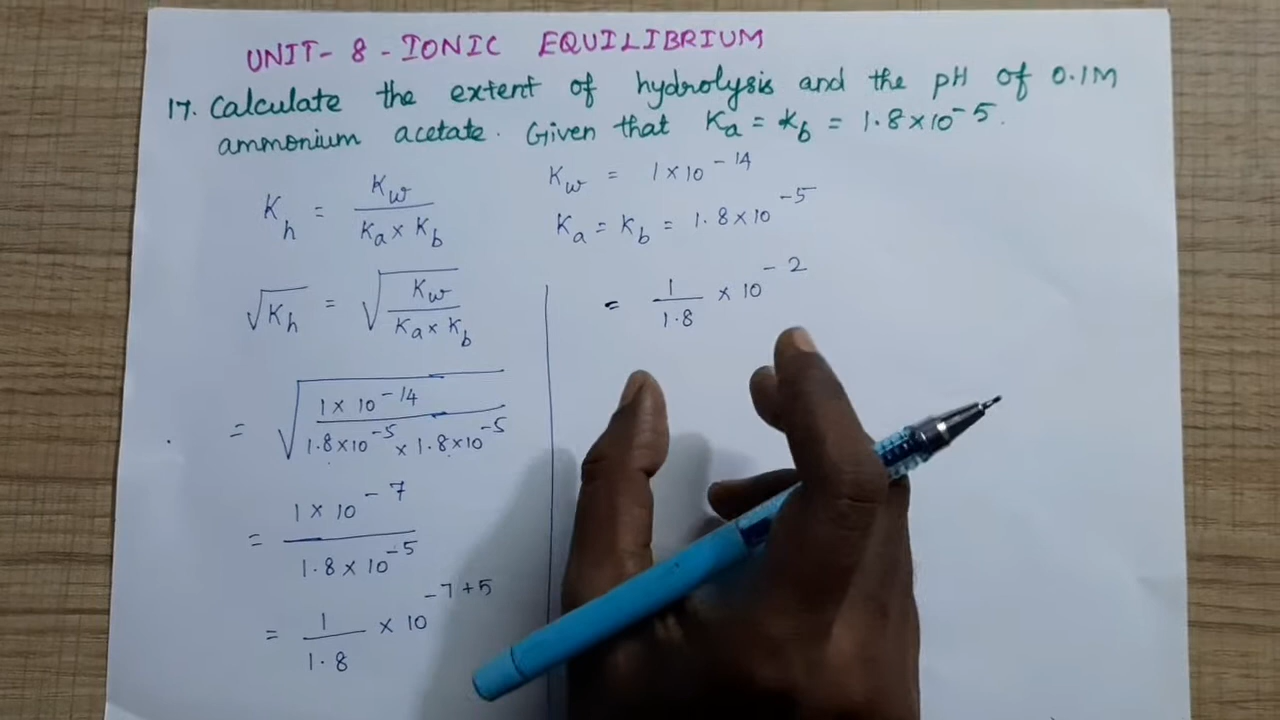 UNIT- 8 - IONIC EQUILIBRIUM
17. Calculate the extent of hydrolysis and the pH of 0.1M
ammonium acetate. Given that Ka = Kb = 1.8×10-5.
Kh = Kw / Ka × Kb
Kw = 1×10-14
Ka = Kb = 1.8×10-5
√Kh = √Kw / Ka × Kb
= √1 × 10-14 / 1.8×10-5 × 1.8×10-5
= 1 × 10-7 / 1.8 × 10-5
= 1 / 1.8 × 10-7+5
= 1 / 1.8 × 10-2